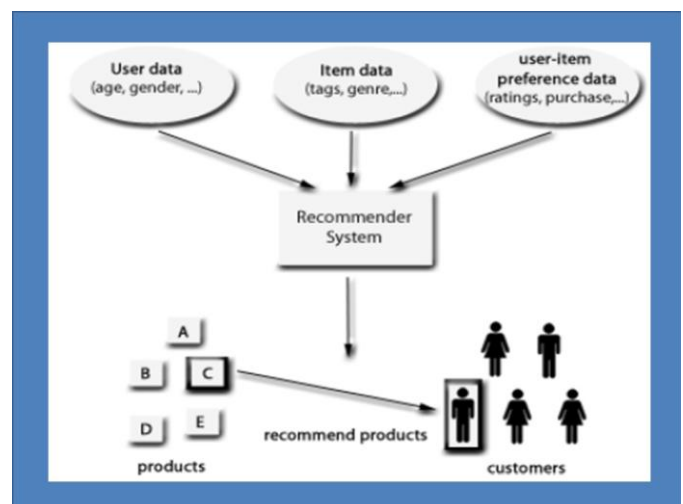 User data
(age, gender, ...)
Item data
(tags, genre,...)
user-item
preference data
(ratings, purchase,...)
Recommender
System
A
B
C
D
E
recommend products
products
customers